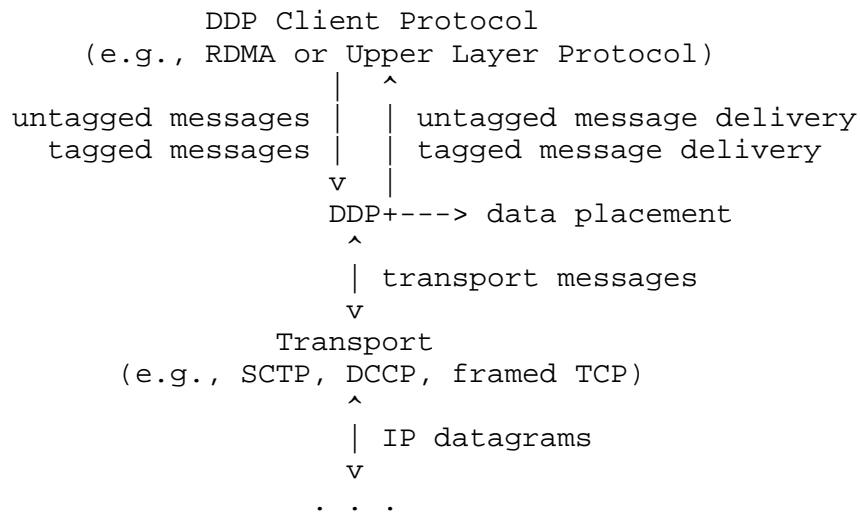 DDP Client Protocol
(e.g., RDMA or Upper Layer Protocol)
| ^
untagged messages | | untagged message delivery
tagged messages | | tagged message delivery
v |
DDP+---> data placement
^
| transport messages
v
Transport
(e.g., SCTP, DCCP, framed TCP)
^
| IP datagrams
v
. . .